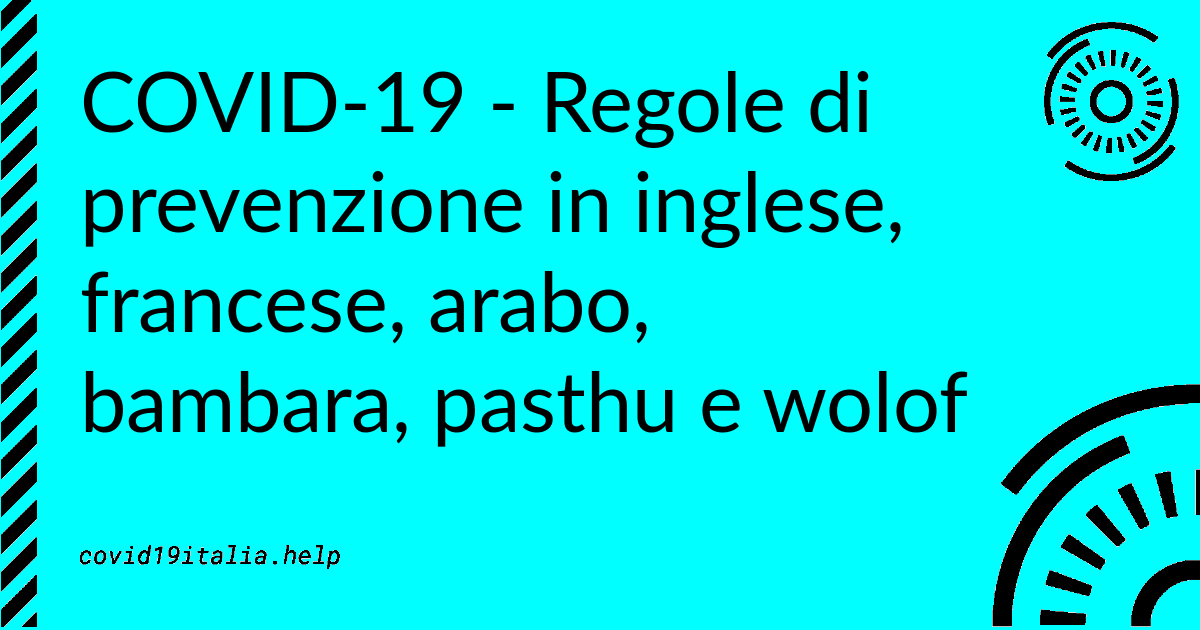 COVID-19 - Regole di
prevenzione in inglese,
francese, arabo,
bambara, pasthu e wolof
covid19italia.help